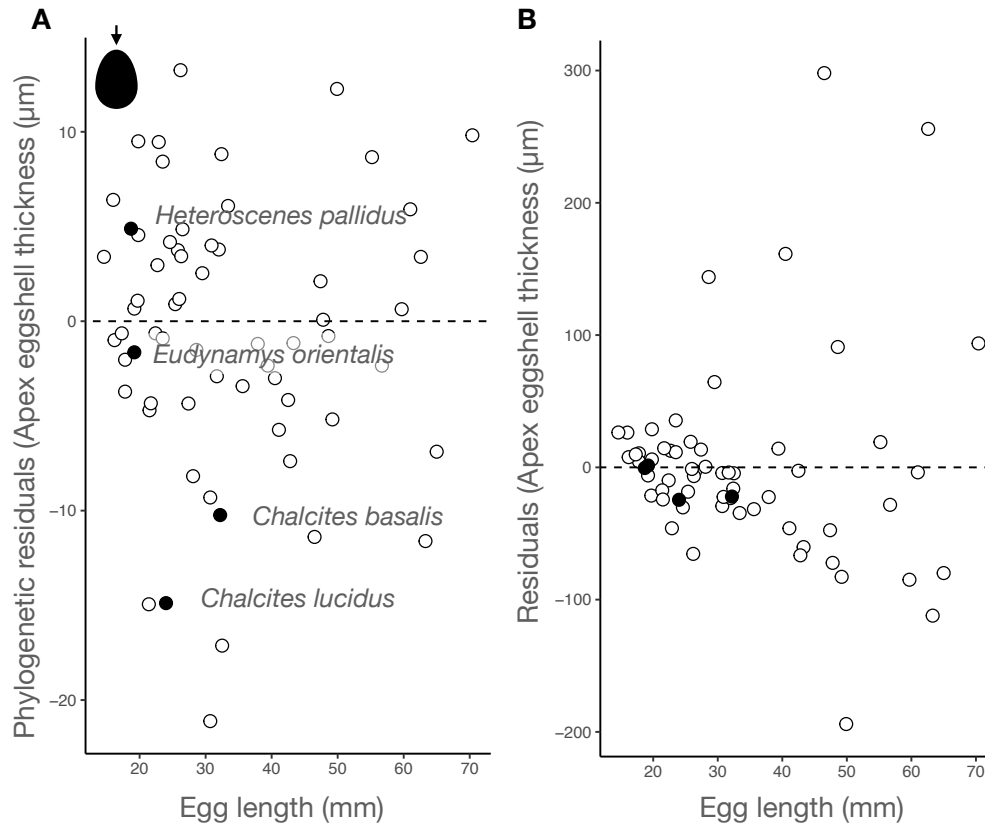 A
Phylogenetic residuals (Apex eggshell thickness (μm)
10
0
−10
−20
Heteroscenes pallidus
Eudynamys orientalis
Chalcites basalis
Chalcites lucidus
20 30 40 50 60 70
Egg length (mm)
B
Residuals (Apex eggshell thickness (μm)
300
200
100
0
−100
−200
20 30 40 50 60 70
Egg length (mm)